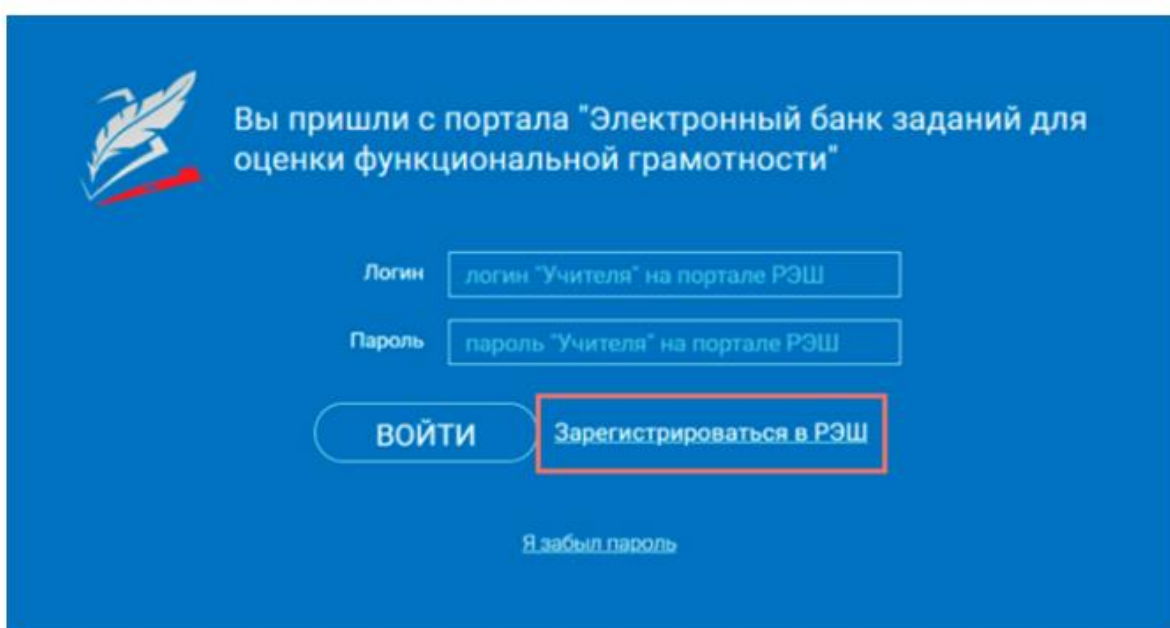 Вы пришли с портала "Электронный банк заданий для
оценки функциональной грамотности"
Логин логин "Учителя" на портале РЭШ
Пароль пароль "Учителя" на портале РЭШ
ВОЙТИ Зарегистрироваться в РЭШ
Я забыл пароль